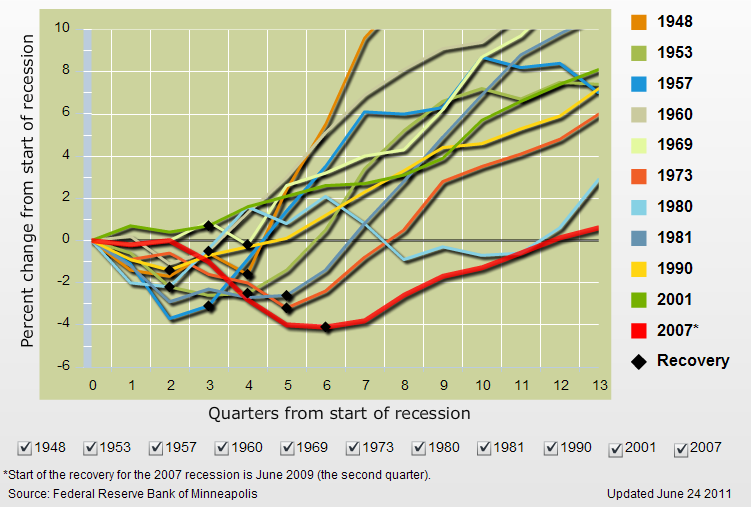 Percent change from start of recession
10
8
6
4
2
0
-2
-4
-6
0 1 2 3 4 5 6 7 8 9 10 11 12 13
Quarters from start of recession
1948
1953
1957
1960
1969
1973
1980
1981
1990
2001
2007*
Recovery
1948 1953 1957 1960 1969 1973 1980 1981 1990 2001 2007
*Start of the recovery for the 2007 recession is June 2009 (the second quarter).
Source: Federal Reserve Bank of Minneapolis Updated June 24 2011